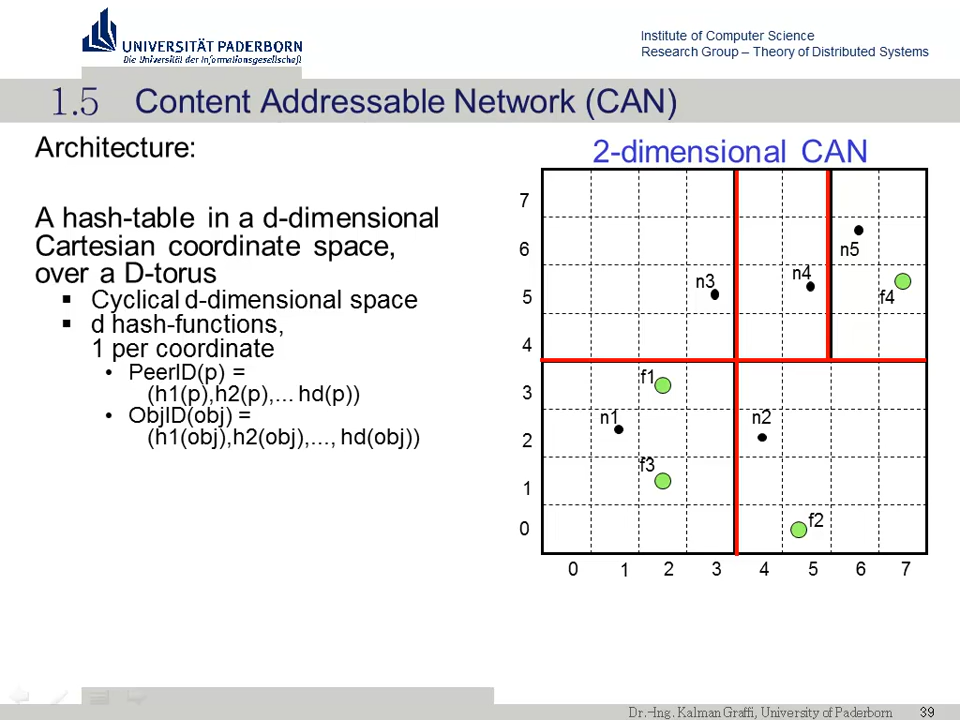 UNIVERSITÄT PADERBORN
Die Universität der Informationsgesellschaft
Institute of Computer Science
Research Group – Theory of Distributed Systems
1.5 Content Addressable Network (CAN)
Architecture:
A hash-table in a d-dimensional
Cartesian coordinate space,
over a D-torus
▪ Cyclical d-dimensional space
▪ d hash-functions,
1 per coordinate
• PeerID(p) =
(h1(p),h2(p),... hd(p))
• ObjID(obj) =
(h1(obj),h2(obj),..., hd(obj))
2-dimensional CAN
7
6
5
4
3
2
1
0
n5
n3
n4
f4
f1
n1
n2
f3
f2
0 1 2 3 4 5 6 7
Dr.-Ing. Kalman Graffi, University of Paderborn 39